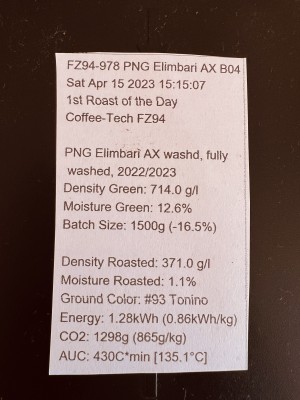 FZ94-978 PNG Elimbari AX B04
Sat Apr 15 2023 15:15:07
1st Roast of the Day
Coffee-Tech FZ94
PNG Elimbari AX washd, fully
washed, 2022/2023
Density Green: 714.0 g/l
Moisture Green: 12.6%
Batch Size: 1500g (-16.5%)
Density Roasted: 371.0 g/l
Moisture Roasted: 1.1%
Ground Color: #93 Tonino
Energy: 1.28kWh (0.86kWh/kg)
CO2: 1298g (865g/kg)
AUC: 430C*min [135.1°C]